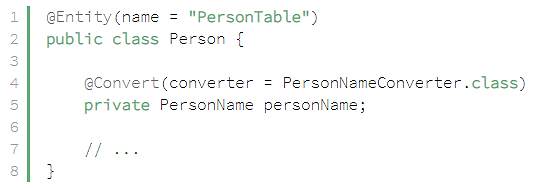 1 @Entity(name = "PersonTable")
2 public class Person {
3
4     @Convert(converter = PersonNameConverter.class)
5     private PersonName personName;
6
7     // ...
8 }